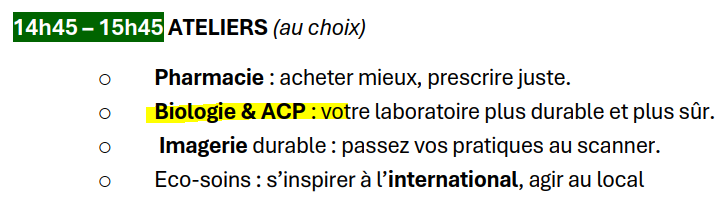 14h45 – 15h45 ATELIERS (au choix)
○ Pharmacie : acheter mieux, prescrire juste.
○ Biologie & ACP : votre laboratoire plus durable et plus sûr.
○ Imagerie durable : passez vos pratiques au scanner.
○ Eco-soins : s’inspirer à l’international, agir au local